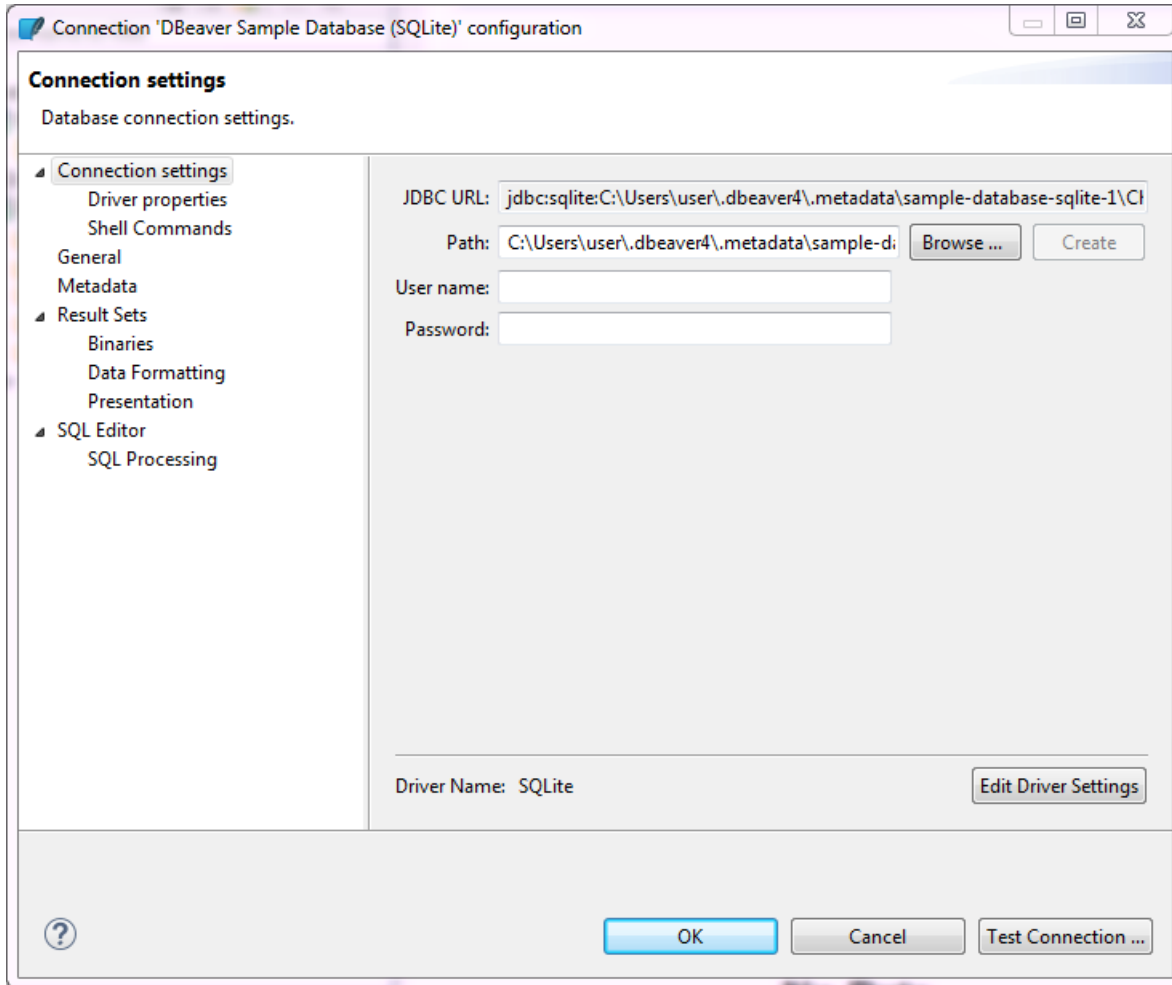 Connection 'DBeaver Sample Database (SQLite)' configuration
Connection settings
Database connection settings.
Connection settings
Driver properties
Shell Commands
General
Metadata
Result Sets
Binaries
Data Formatting
Presentation
SQL Editor
SQL Processing
JDBC URL: jdbc:sqlite:C:\Users\user\.dbeaver4\.metadata\sample-database-sqlite-1\
Path: C:\Users\user\.dbeaver4\.metadata\ Browse ... Create
User name:
Password:
Driver Name: SQLite Edit Driver Settings
? OK Cancel Test Connection ...